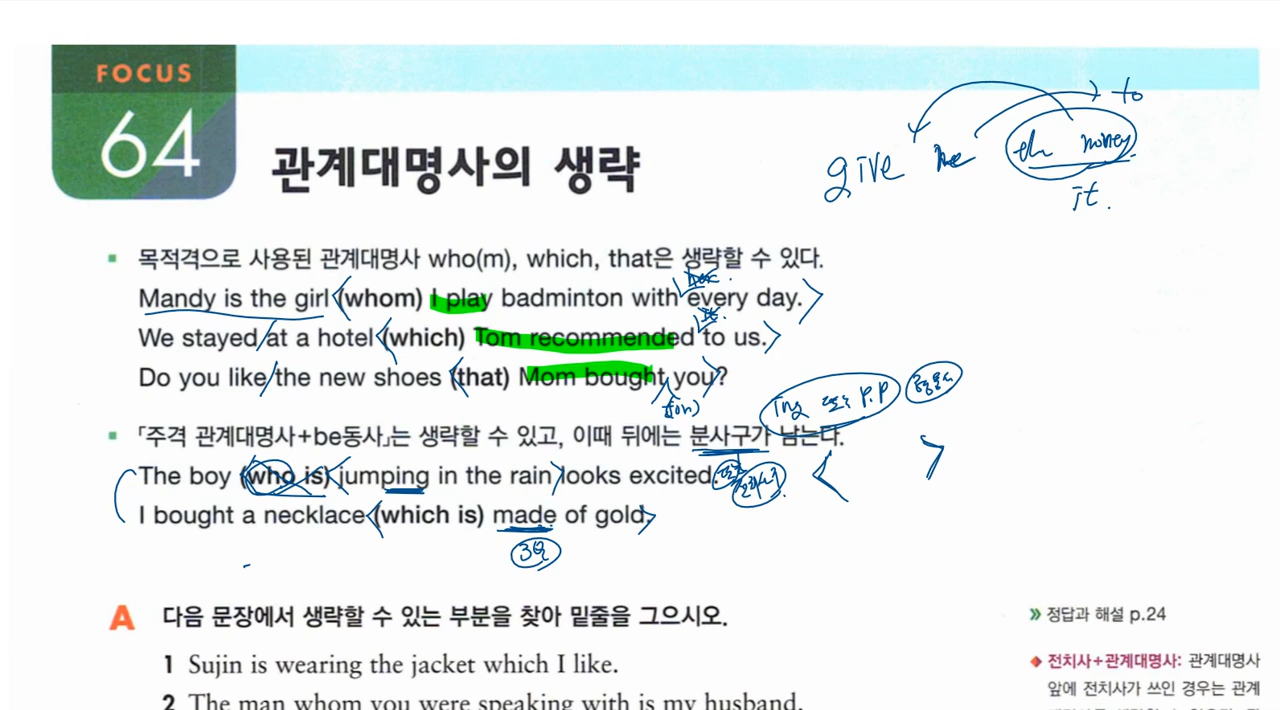 FOCUS
64
관계대명사의 생략
give me the money
to
it.
목적격으로 사용된 관계대명사 who(m), which, that은 생략할 수 있다.
Mandy is the girl (whom) I play badminton with every day.
We stayed at a hotel (which) Tom recommended to us.
Do you like the new shoes (that) Mom bought you?
(for)
ing 또는 P.P
「주격 관계대명사+be동사」는 생략할 수 있고, 이때 뒤에는 분사구가 남는다.
The boy (who is) jumping in the rain looks excited.
I bought a necklace (which is) made of gold.
A 다음 문장에서 생략할 수 있는 부분을 찾아 밑줄을 그으시오.
정답과 해설 p.24
1 Sujin is wearing the jacket which I like.
전치사+관계대명사: 관계대명사
앞에 전치사가 쓰인 경우는 관계
2 The man whom you were speaking with is my husband.